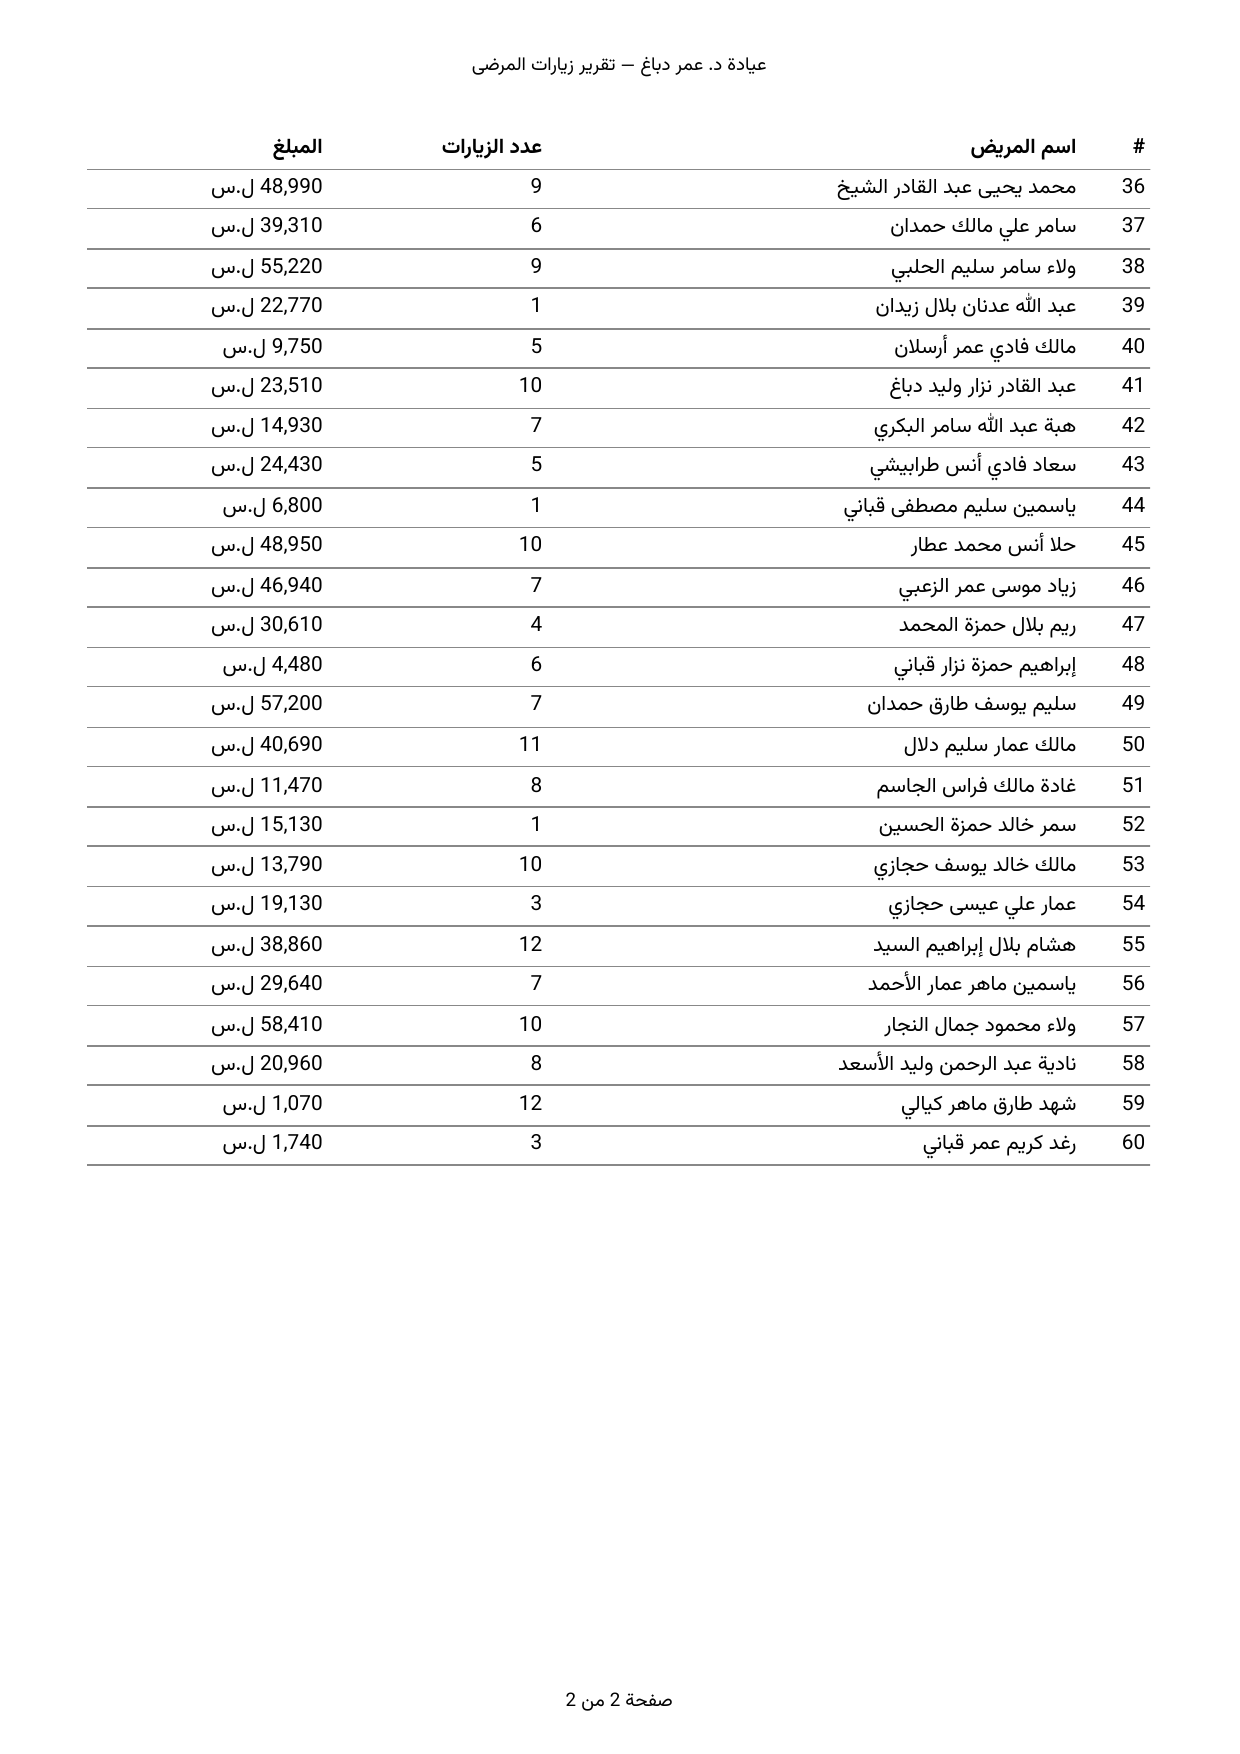 عيادة د. عمر دباغ — تقرير زيارات المرضى
# اسم المريض عدد الزيارات المبلغ
36 محمد يحيى عبد القادر الشيخ 9 48,990 ل.س
37 سامر علي مالك حمدان 6 39,310 ل.س
38 ولاء سامر سليم الحلبي 9 55,220 ل.س
39 عبد الله عدنان بلال زيدان 1 22,770 ل.س
40 مالك فادي عمر أرسلان 5 9,750 ل.س
41 عبد القادر نزار وليد دباغ 10 23,510 ل.س
42 هبة عبد الله سامر البكري 7 14,930 ل.س
43 سعاد فادي أنس طرابيشي 5 24,430 ل.س
44 ياسمين سليم مصطفى قباني 1 6,800 ل.س
45 حلا أنس محمد عطار 10 48,950 ل.س
46 زياد موسى عمر الزعبي 7 46,940 ل.س
47 ريم بلال حمزة المحمد 4 30,610 ل.س
48 إبراهيم حمزة نزار قباني 6 4,480 ل.س
49 سليم يوسف طارق حمدان 7 57,200 ل.س
50 مالك عمار سليم دلال 11 40,690 ل.س
51 غادة مالك فراس الجاسم 8 11,470 ل.س
52 سمر خالد حمزة الحسين 1 15,130 ل.س
53 مالك خالد يوسف حجازي 10 13,790 ل.س
54 عمار علي عيسى حجازي 3 19,130 ل.س
55 هشام بلال إبراهيم السيد 12 38,860 ل.س
56 ياسمين ماهر عمار الأحمد 7 29,640 ل.س
57 ولاء محمود جمال النجار 10 58,410 ل.س
58 نادية عبد الرحمن وليد الأسعد 8 20,960 ل.س
59 شهد طارق ماهر كيالي 12 1,070 ل.س
60 رغد كريم عمر قباني 3 1,740 ل.س
صفحة 2 من 2